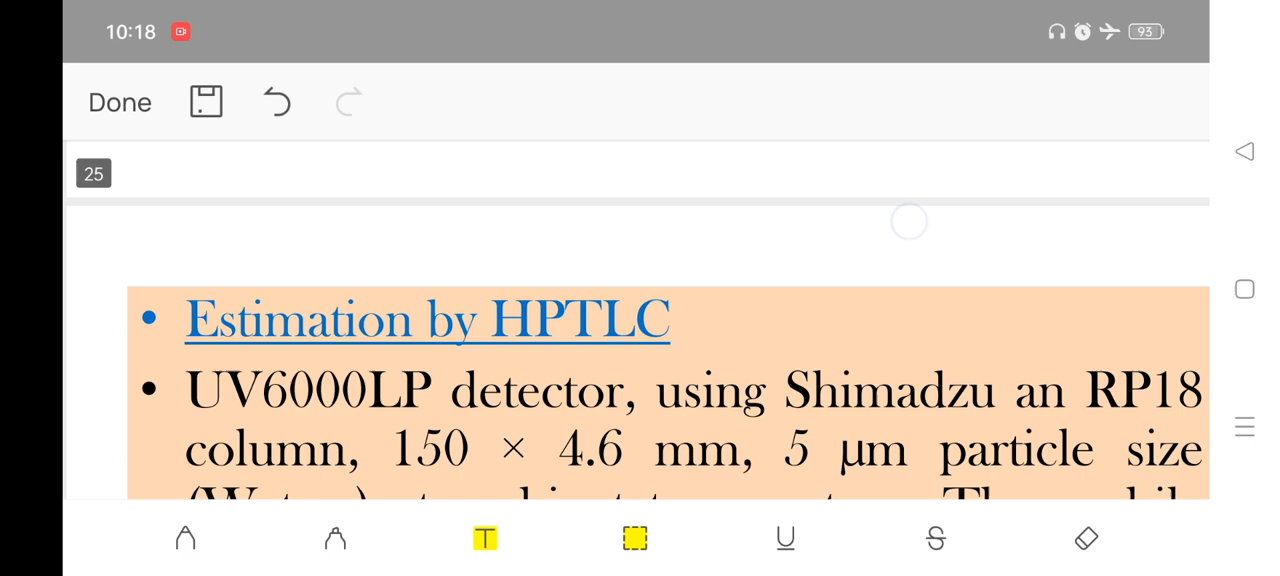 10:18
93
Done
25
• Estimation by HPTLC
• UV6000LP detector, using Shimadzu an RP18
column, 150 × 4.6 mm, 5 μm particle size
T U S